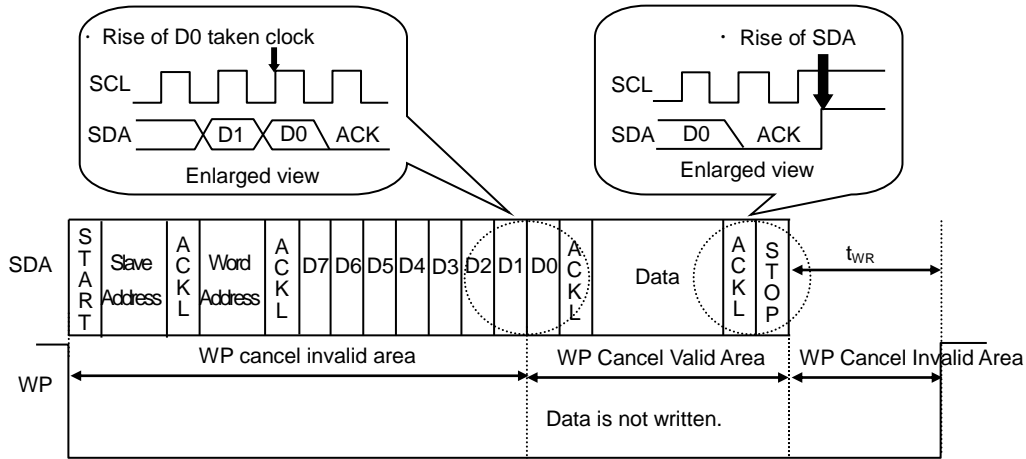 · Rise of D0 taken clock
SCL
SDA
D1
D0
ACK
Enlarged view
· Rise of SDA
SCL
SDA
D0
ACK
Enlarged view
SDA
START
Slave
Address
ACKL
Word
Address
ACKL
D7
D6
D5
D4
D3
D2
D1
D0
ACKL
Data
ACKL
STOP
tWR
WP
WP cancel invalid area
WP Cancel Valid Area
WP Cancel Invalid Area
Data is not written.